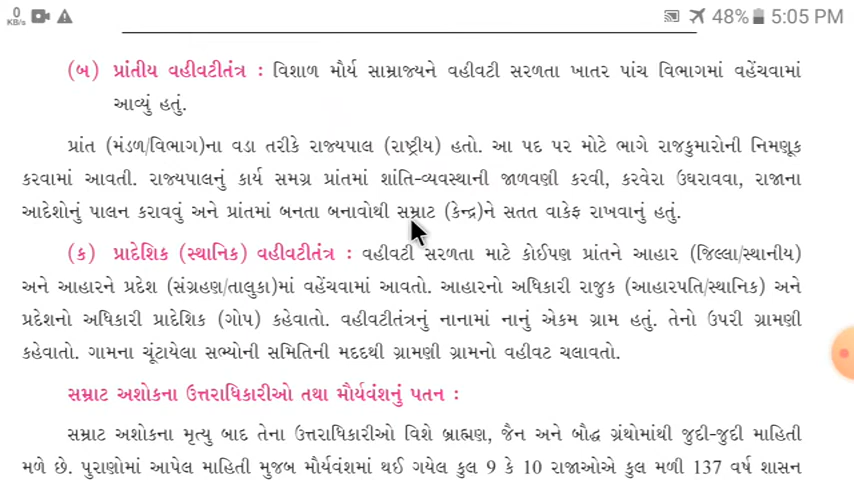 0
KB/s
48% 5:05 PM
(બ) પ્રાંતીય વહીવટીતંત્ર : વિશાળ મૌર્ય સામ્રાજ્યને વહીવટી સરળતા ખાતર પાંચ વિભાગમાં વહેંચવામાં
આવ્યું હતું.
પ્રાંત (મંડળ/વિભાગ)ના વડા તરીકે રાજ્યપાલ (રાષ્ટ્રીય) હતો. આ પદ પર મોટે ભાગે રાજકુમારોની નિમણૂક
કરવામાં આવતી. રાજ્યપાલનું કાર્ય સમગ્ર પ્રાંતમાં શાંતિ-વ્યવસ્થાની જાળવણી કરવી, કરવેરા ઉઘરાવવા, રાજાના
આદેશોનું પાલન કરાવવું અને પ્રાંતમાં બનતા બનાવોથી સમ્રાટ (કેન્દ્ર)ને સતત વાકેફ રાખવાનું હતું.
(ક) પ્રાદેશિક (સ્થાનિક) વહીવટીતંત્ર : વહીવટી સરળતા માટે કોઈપણ પ્રાંતને આહાર (જિલ્લા/સ્થાનીય)
અને આહારને પ્રદેશ (સંગ્રહણ/તાલુકા)માં વહેંચવામાં આવતો. આહારનો અધિકારી રાજુક (આહારપતિ/સ્થાનિક) અને
પ્રદેશનો અધિકારી પ્રાદેશિક (ગોપ) કહેવાતો. વહીવટીતંત્રનું નાનામાં નાનું એકમ ગ્રામ હતું. તેનો ઉપરી ગ્રામણી
કહેવાતો. ગામના ચૂંટાયેલા સભ્યોની સમિતિની મદદથી ગ્રામણી ગ્રામનો વહીવટ ચલાવતો.
સમ્રાટ અશોકના ઉત્તરાધિકારીઓ તથા મૌર્યવંશનું પતન :
સમ્રાટ અશોકના મૃત્યુ બાદ તેના ઉત્તરાધિકારીઓ વિશે બ્રાહ્મણ, જૈન અને બૌદ્ધ ગ્રંથોમાંથી જુદી-જુદી માહિતી
મળે છે. પુરાણોમાં આપેલ માહિતી મુજબ મૌર્યવંશમાં થઈ ગયેલ કુલ 9 કે 10 રાજાઓએ કુલ મળી 137 વર્ષ શાસન